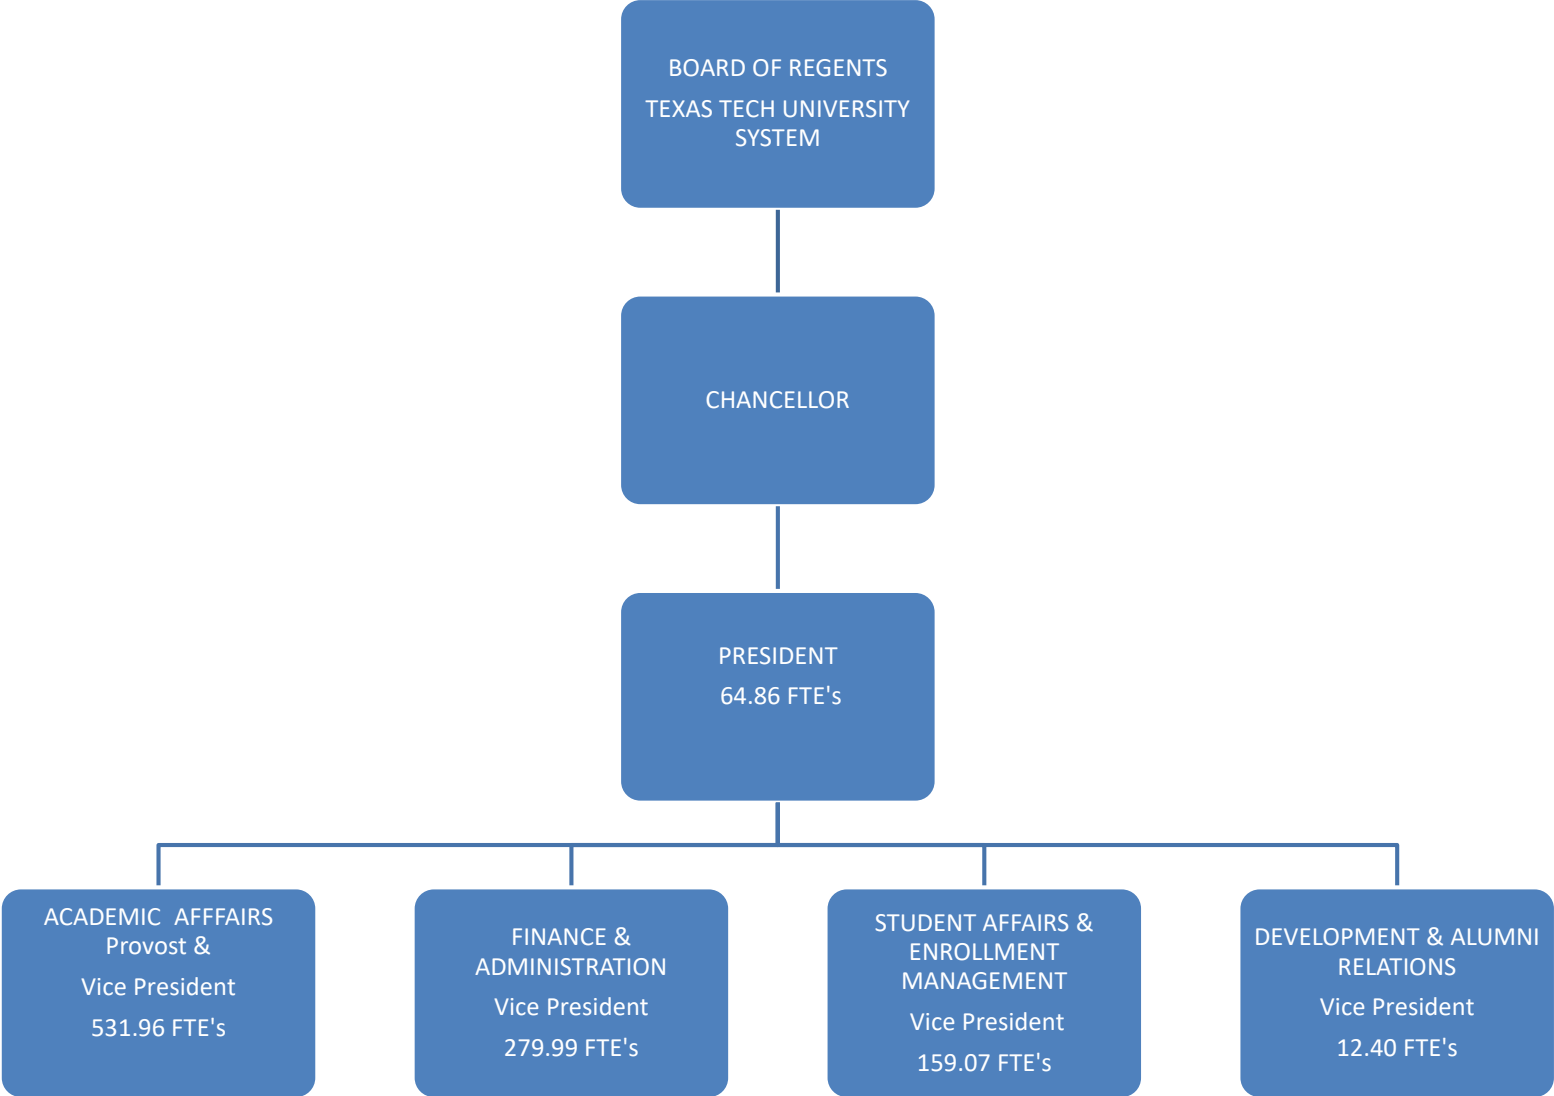 BOARD OF REGENTS
TEXAS TECH UNIVERSITY
SYSTEM
CHANCELLOR
PRESIDENT
64.86 FTE's
ACADEMIC  AFFFAIRS
Provost &
Vice President
531.96 FTE's
FINANCE &
ADMINISTRATION
Vice President
279.99 FTE's
STUDENT AFFAIRS &
ENROLLMENT
MANAGEMENT
Vice President
159.07 FTE's
DEVELOPMENT & ALUMNI
RELATIONS
Vice President
12.40 FTE's